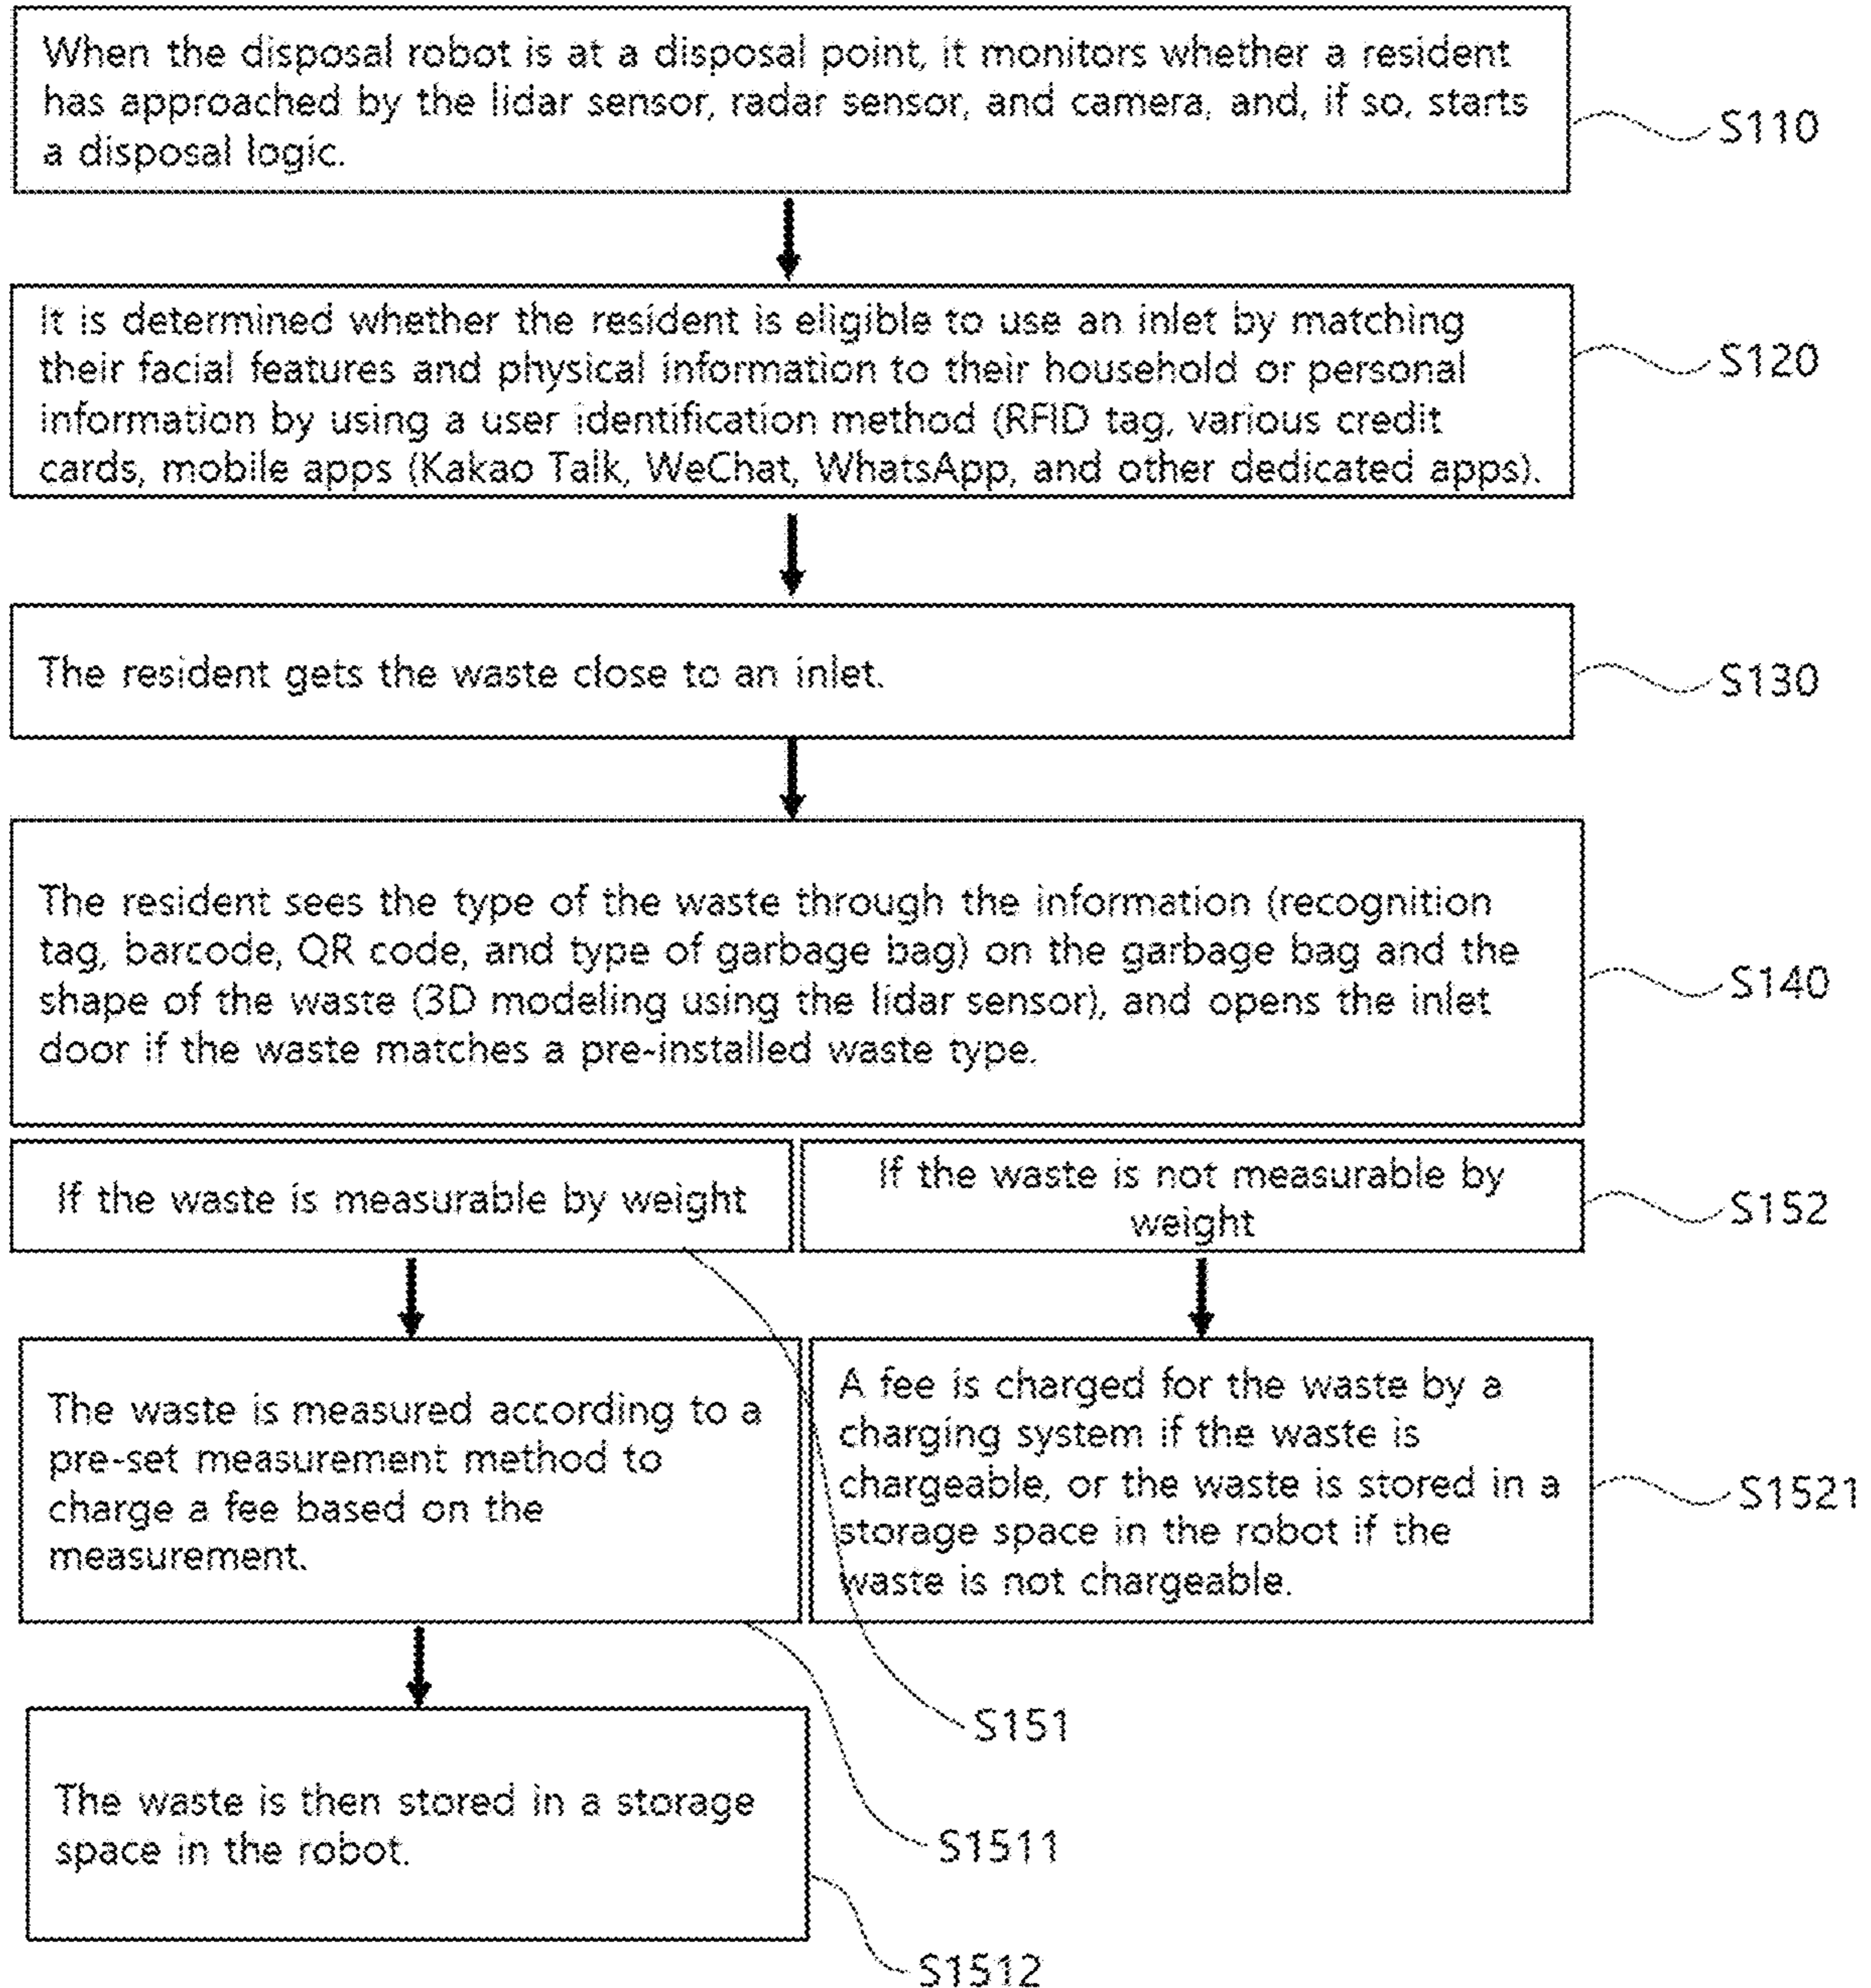 When the disposal robot is at a disposal point, it monitors whether a resident
has approached by the lidar sensor, radar sensor, and camera, and, if so, starts
a disposal logic.
S110
It is determined whether the resident is eligible to use an inlet by matching
their facial features and physical information to their household or personal
information by using a user identification method (RFID tag, various credit
cards, mobile apps (Kakao Talk, WeChat, WhatsApp, and other dedicated apps).
S120
The resident gets the waste close to an inlet.
S130
The resident sees the type of the waste through the information (recognition
tag, barcode, QR code, and type of garbage bag) on the garbage bag and the
shape of the waste (3D modeling using the lidar sensor), and opens the inlet
door if the waste matches a pre-installed waste type.
S140
If the waste is measurable by weight
If the waste is not measurable by
weight
S152
The waste is measured according to a
pre-set measurement method to
charge a fee based on the
measurement.
A fee is charged for the waste by a
charging system if the waste is
chargeable, or the waste is stored in a
storage space in the robot if the
waste is not chargeable.
S1521
S151
The waste is then stored in a storage
space in the robot.
S1511
S1512